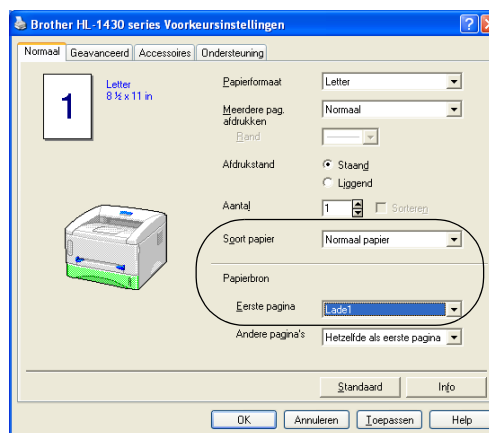 Brother HL-1430 series Voorkeursinstellingen
Normaal Geavanceerd Accessoires Ondersteuning
1
Letter
8 ½ x 11 in
Papierformaat Letter
Meerdere pag. afdrukken Normaal
Rand
Afdrukstand Staand
Liggend
Aantal 1 Sorteren
Soort papier Normaal papier
Papierbron
Eerste pagina Lade1
Andere pagina's Hetzelfde als eerste pagina
Standaard Info
OK Annuleren Toepassen Help